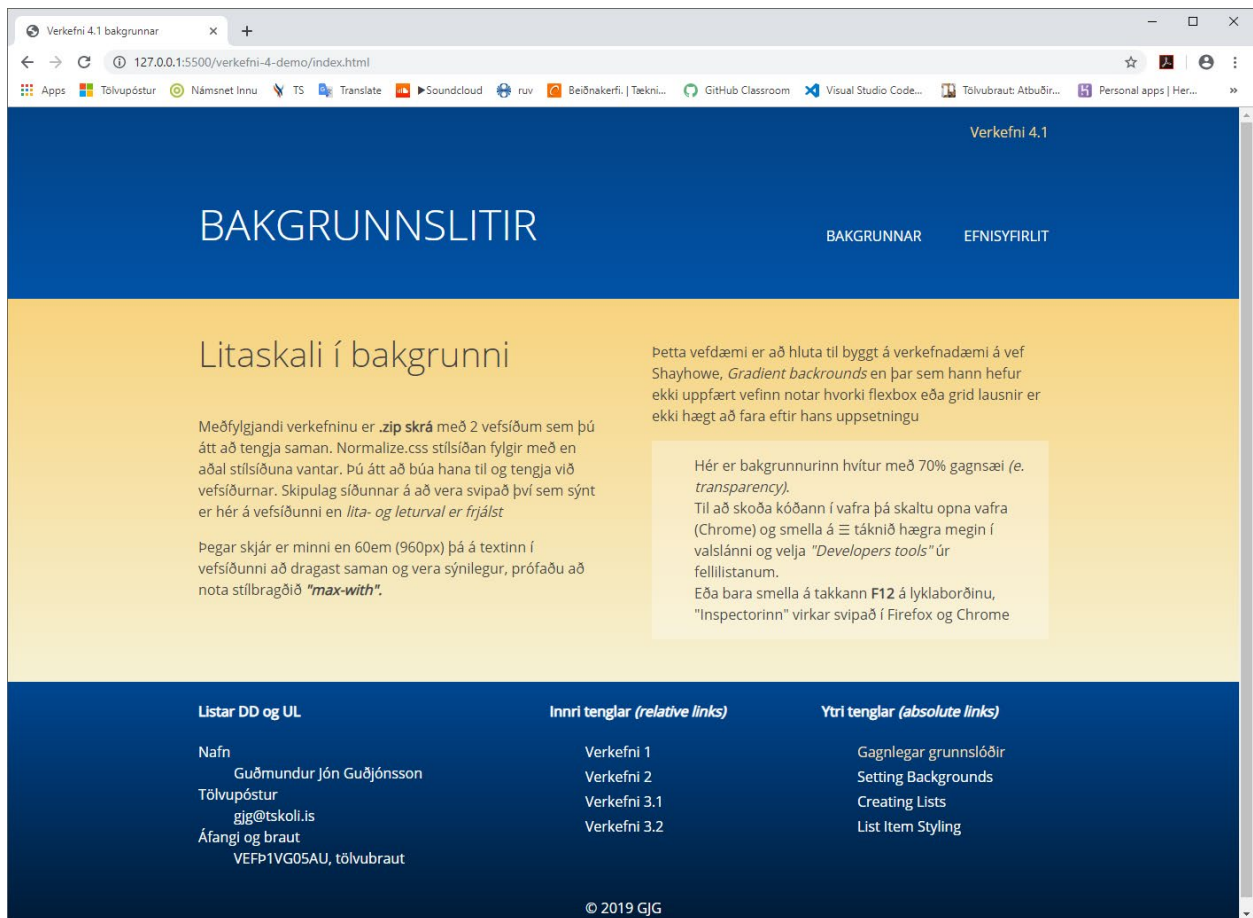 Verkefni 4.1 bakgrunnar
127.0.0.1:5500/verkefni-4-demo/index.html
Apps Tölvupóstur Námsnet Innu TS Translate ▶Soundcloud ruv Beiðnakerfi. | Tækni... GitHub Classroom Visual Studio Code... Tölvubraut: Atbuðir... Personal apps | Her... »
Verkefni 4.1
BAKGRUNNSLITIR
BAKGRUNNAR EFNISYFIRLIT
Litaskali í bakgrunni
Meðfylgjandi verkefninu er .zip skrá með 2 vefsíðum sem þú
átt að tengja saman. Normalize.css stílsíðan fylgir með en
aðal stílsíðuna vantar. Þú átt að búa hana til og tengja við
vefsíðurnar. Skipulag síðunnar á að vera svipað því sem sýnt
er hér á vefsíðunni en lita- og leturval er frjálst
Þegar skjár er minni en 60em (960px) þá á textinn í
vefsíðunni að dragast saman og vera sýnilegur, prófaðu að
nota stílbragðið "max-with".
Þetta vefdæmi er að hluta til byggt á verkefnadæmi á vef
Shayhowe, Gradient backrounds en þar sem hann hefur
ekki uppfært vefinn notar hvorki flexbox eða grid lausnir er
ekki hægt að fara eftir hans uppsetningu
Hér er bakgrunnurinn hvítur með 70% gagnsæi (e.
transparency).
Til að skoða kóðann í vafra þá skaltu opna vafra
(Chrome) og smella á ☰ táknið hægra megin í
valslánni og velja "Developers tools" úr
fellilistanum.
Eða bara smella á takkann F12 á lyklaborðinu,
"Inspectorinn" virkar svipað í Firefox og Chrome
Listar DD og UL
Nafn
Guðmundur Jón Guðjónsson
Tölvupóstur
gjg@tskoli.is
Áfangi og braut
VEFÞ1VG05AU, tölvubraut
Innri tenglar (relative links)
Verkefni 1
Verkefni 2
Verkefni 3.1
Verkefni 3.2
Ytri tenglar (absolute links)
Gagnlegar grunnslóðir
Setting Backgrounds
Creating Lists
List Item Styling
© 2019 GJG